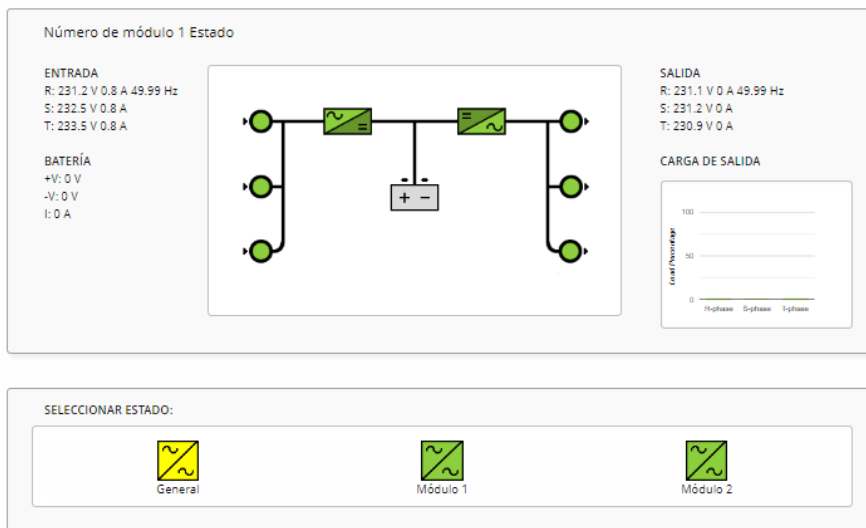 Número de módulo 1 Estado
ENTRADA
R: 231.2 V 0.8 A 49.99 Hz
S: 232.5 V 0.8 A
T: 233.5 V 0.8 A
BATERÍA
+V: 0 V
-V: 0 V
I: 0 A
+ −
SALIDA
R: 231.1 V 0 A 49.99 Hz
S: 231.2 V 0 A
T: 230.9 V 0 A
CARGA DE SALIDA
Load Percentage
100
50
0
R-phase S-phase T-phase
SELECCIONAR ESTADO:
General Módulo 1 Módulo 2